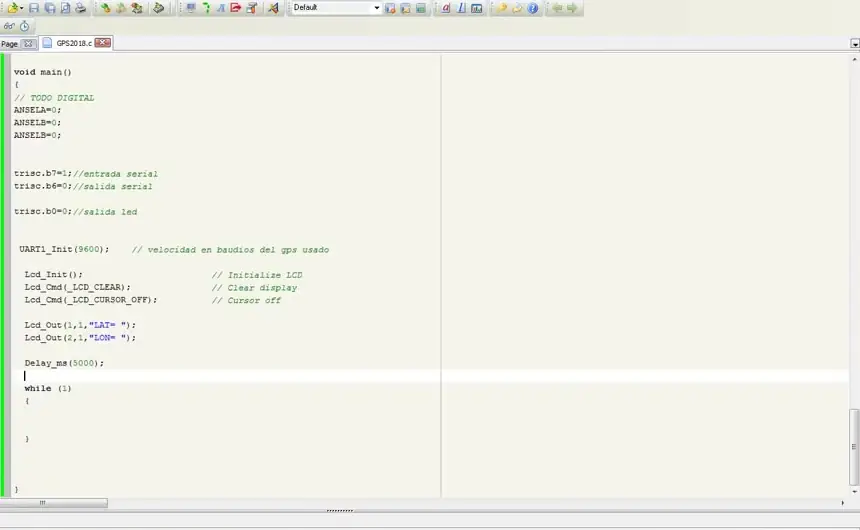 Default
Page
GPS2018.c
void main()
{
// TODO DIGITAL
ANSELA=0;
ANSELB=0;
ANSELB=0;
trisc.b7=1;//entrada serial
trisc.b6=0;//salida serial
trisc.b0=0;//salida led
UART1_Init(9600); // velocidad en baudios del gps usado
Lcd_Init(); // Initialize LCD
Lcd_Cmd(_LCD_CLEAR); // Clear display
Lcd_Cmd(_LCD_CURSOR_OFF); // Cursor off
Lcd_Out(1,1,"LAT= ");
Lcd_Out(2,1,"LON= ");
Delay_ms(5000);
while (1)
{
}
}